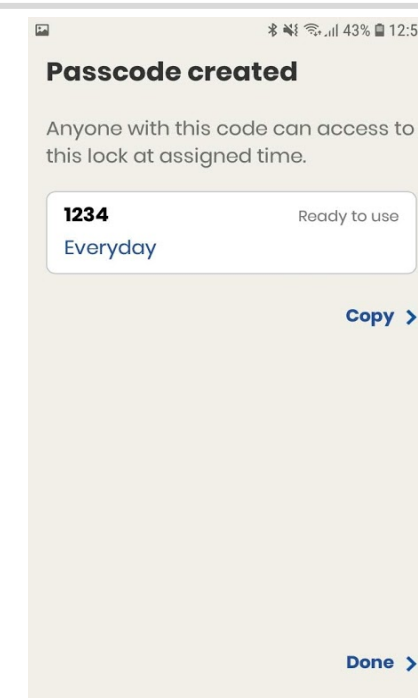 43% 12:5
Passcode created
Anyone with this code can access to
this lock at assigned time.
1234 Ready to use
Everyday
Copy
Done